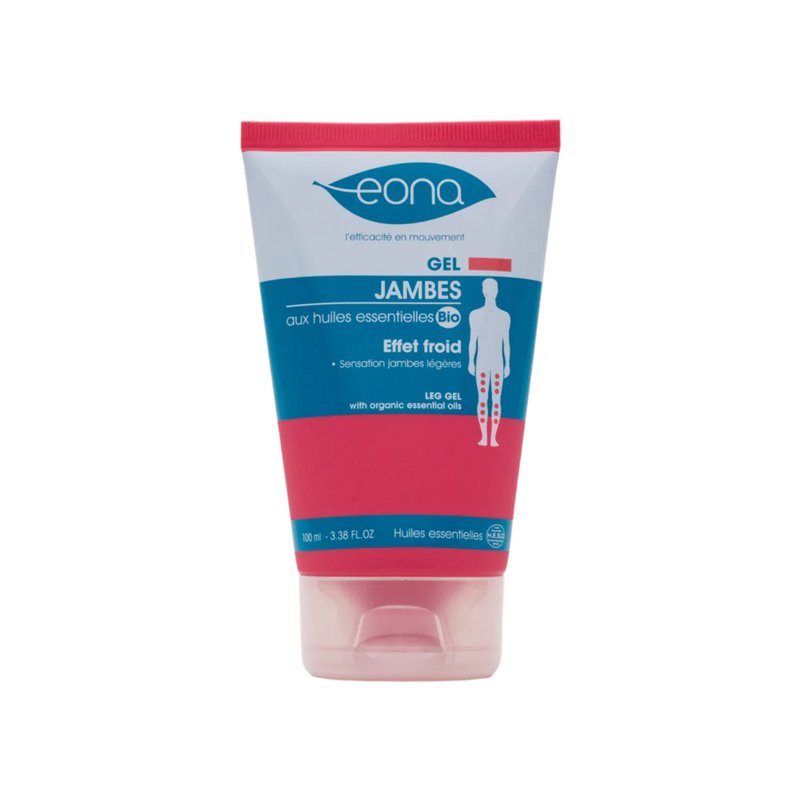 eona
l'efficacité en mouvement
GEL
JAMBES
aux huiles essentielles Bio
Effet froid
• Sensation jambes légères
LEG GEL
with organic essential oils
100 ml - 3.38 FL.OZ Huiles essentielles H.E.B.D